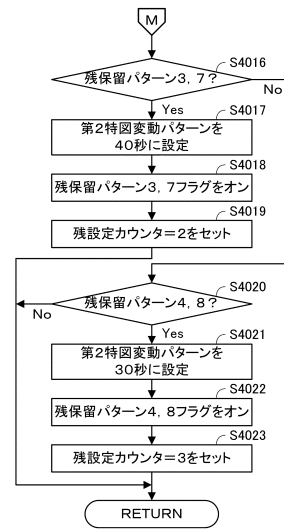 M
S4016
残保留パターン3，7？
No
Yes
S4017
第2特図変動パターンを
40秒に設定
S4018
残保留パターン3，7フラグをオン
S4019
残設定カウンタ＝2をセット
S4020
残保留パターン4，8？
No
Yes
S4021
第2特図変動パターンを
30秒に設定
S4022
残保留パターン4，8フラグをオン
S4023
残設定カウンタ＝3をセット
RETURN